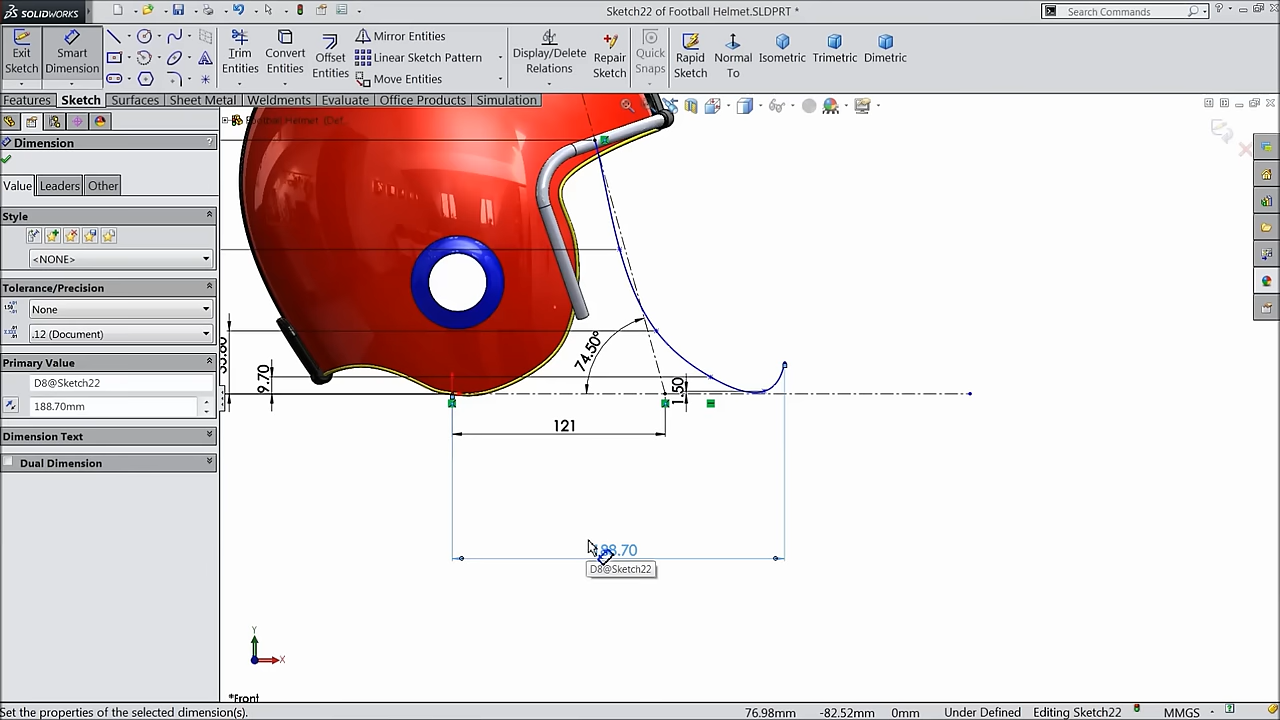 SOLIDWORKS
Sketch22 of Football Helmet.SLDPRT *
Search Commands
Exit Sketch
Smart Dimension
Trim Entities
Convert Entities
Offset Entities
Mirror Entities
Linear Sketch Pattern
Move Entities
Display/Delete Relations
Repair Sketch
Quick Snaps
Rapid Sketch
Normal To
Isometric
Trimetric
Dimetric
Features
Sketch
Surfaces
Sheet Metal
Weldments
Evaluate
Office Products
Simulation
Football Helmet (Def...
Dimension
?
Value
Leaders
Other
Style
<NONE>
Tolerance/Precision
None
.12 (Document)
Primary Value
D8@Sketch22
188.70mm
Dimension Text
Dual Dimension
9.70
74.50°
1.50
121
D8@Sketch22
Y
X
*Front
Set the properties of the selected dimension(s).
76.98mm
-82.52mm
0mm
Under Defined
Editing Sketch22
MMGS